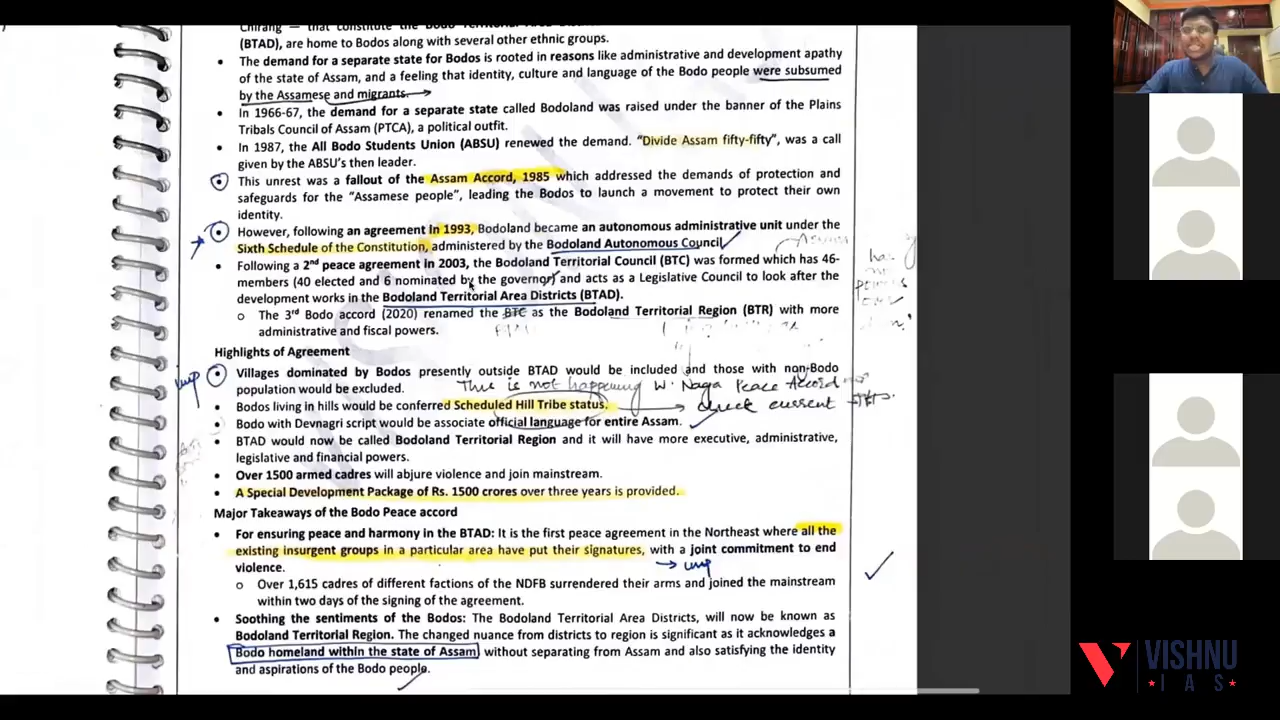 Chirang — that constitute the Bodo Territorial Area District
(BTAD), are home to Bodos along with several other ethnic groups.
• The demand for a separate state for Bodos is rooted in reasons like administrative and development apathy
of the state of Assam, and a feeling that identity, culture and language of the Bodo people were subsumed
by the Assamese and migrants.
• In 1966-67, the demand for a separate state called Bodoland was raised under the banner of the Plains
Tribals Council of Assam (PTCA), a political outfit.
• In 1987, the All Bodo Students Union (ABSU) renewed the demand. “Divide Assam fifty-fifty”, was a call
given by the ABSU's then leader.
• This unrest was a fallout of the Assam Accord, 1985 which addressed the demands of protection and
safeguards for the “Assamese people”, leading the Bodos to launch a movement to protect their own
identity.
• However, following an agreement in 1993, Bodoland became an autonomous administrative unit under the
Sixth Schedule of the Constitution, administered by the Bodoland Autonomous Council
• Following a 2nd peace agreement in 2003, the Bodoland Territorial Council (BTC) was formed which has 46-
members (40 elected and 6 nominated by the governor) and acts as a Legislative Council to look after the
development works in the Bodoland Territorial Area Districts (BTAD).
o The 3rd Bodo accord (2020) renamed the BTC as the Bodoland Territorial Region (BTR) with more
administrative and fiscal powers.
Highlights of Agreement
imp
• Villages dominated by Bodos presently outside BTAD would be included and those with non-Bodo
population would be excluded.
This is not happening w. Naga Peace Accord
• Bodos living in hills would be conferred Scheduled Hill Tribe status.
check current
• Bodo with Devnagri script would be associate official language for entire Assam.
• BTAD would now be called Bodoland Territorial Region and it will have more executive, administrative,
legislative and financial powers.
• Over 1500 armed cadres will abjure violence and join mainstream.
• A Special Development Package of Rs. 1500 crores over three years is provided.
Major Takeaways of the Bodo Peace accord
• For ensuring peace and harmony in the BTAD: It is the first peace agreement in the Northeast where all the
existing insurgent groups in a particular area have put their signatures, with a joint commitment to end
violence.
imp
o Over 1,615 cadres of different factions of the NDFB surrendered their arms and joined the mainstream
within two days of the signing of the agreement.
• Soothing the sentiments of the Bodos: The Bodoland Territorial Area Districts, will now be known as
Bodoland Territorial Region. The changed nuance from districts to region is significant as it acknowledges a
Bodo homeland within the state of Assam without separating from Assam and also satisfying the identity
and aspirations of the Bodo people.
VISHNU
IAS